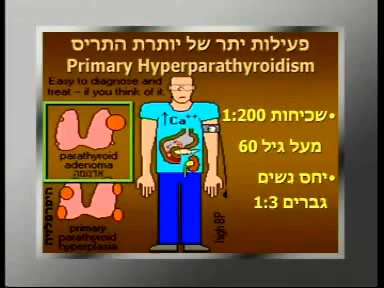 פעילות יתר של יותרת התריס
Primary Hyperparathyroidism
Easy to diagnose and
treat -- if you think of it.
↑Ca⁺⁺
parathyroid
adenoma
אדנומה
היפרפלזיה
primary
parathyroid
hyperplasia
high BP
•שכיחות 1:200
מעל גיל 60
•יחס נשים
גברים 1:3